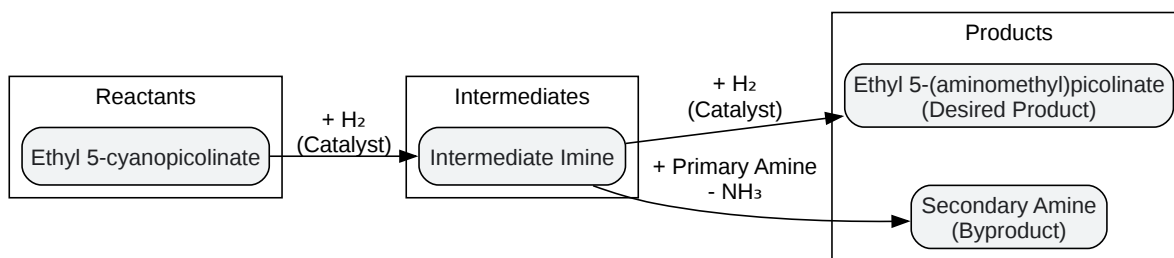 Reactants
Ethyl 5-cyanopicolinate
+ H₂
(Catalyst)
Intermediates
Intermediate Imine
+ H₂
(Catalyst)
+ Primary Amine
- NH₃
Products
Ethyl 5-(aminomethyl)picolinate
(Desired Product)
Secondary Amine
(Byproduct)